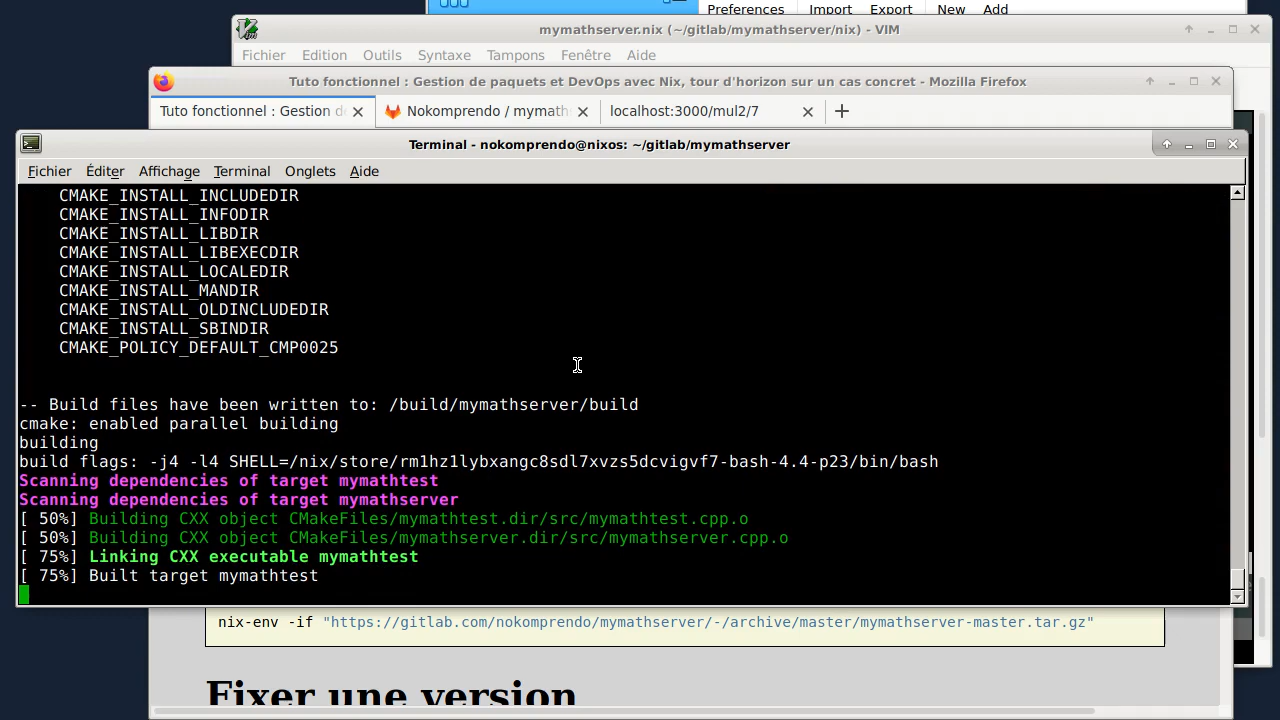 Preferences Import Export New Add
mymathserver.nix (~/gitlab/mymathserver/nix) - VIM
Fichier Edition Outils Syntaxe Tampons Fenêtre Aide
Tuto fonctionnel : Gestion de paquets et DevOps avec Nix, tour d'horizon sur un cas concret - Mozilla Firefox
Tuto fonctionnel : Gestion de Nokomprendo / mymath localhost:3000/mul2/7
Terminal - nokomprendo@nixos: ~/gitlab/mymathserver
Fichier Éditer Affichage Terminal Onglets Aide
CMAKE_INSTALL_INCLUDEDIR
CMAKE_INSTALL_INFODIR
CMAKE_INSTALL_LIBDIR
CMAKE_INSTALL_LIBEXECDIR
CMAKE_INSTALL_LOCALEDIR
CMAKE_INSTALL_MANDIR
CMAKE_INSTALL_OLDINCLUDEDIR
CMAKE_INSTALL_SBINDIR
CMAKE_POLICY_DEFAULT_CMP0025
-- Build files have been written to: /build/mymathserver/build
cmake: enabled parallel building
building
build flags: -j4 -l4 SHELL=/nix/store/rm1hz1lybxangc8sdl7xvzs5dcvigvf7-bash-4.4-p23/bin/bash
Scanning dependencies of target mymathtest
Scanning dependencies of target mymathserver
[ 50%] Building CXX object CMakeFiles/mymathtest.dir/src/mymathtest.cpp.o
[ 50%] Building CXX object CMakeFiles/mymathserver.dir/src/mymathserver.cpp.o
[ 75%] Linking CXX executable mymathtest
[ 75%] Built target mymathtest
nix-env -if "https://gitlab.com/nokomprendo/mymathserver/-/archive/master/mymathserver-master.tar.gz"
Fixer une version